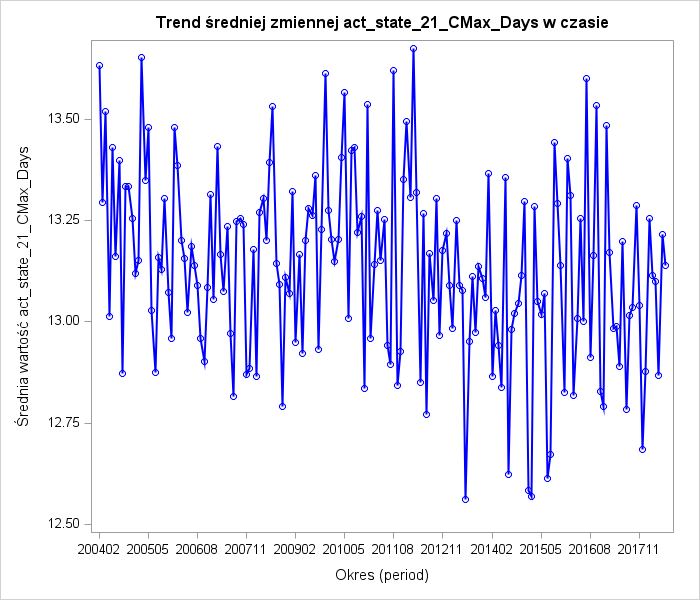 Trend średniej zmiennej act_state_21_CMax_Days w czasie
Średnia wartość act_state_21_CMax_Days
13.50
13.25
13.00
12.75
12.50
200402 200505 200608 200711 200902 201005 201108 201211 201402 201505 201608 201711
Okres (period)